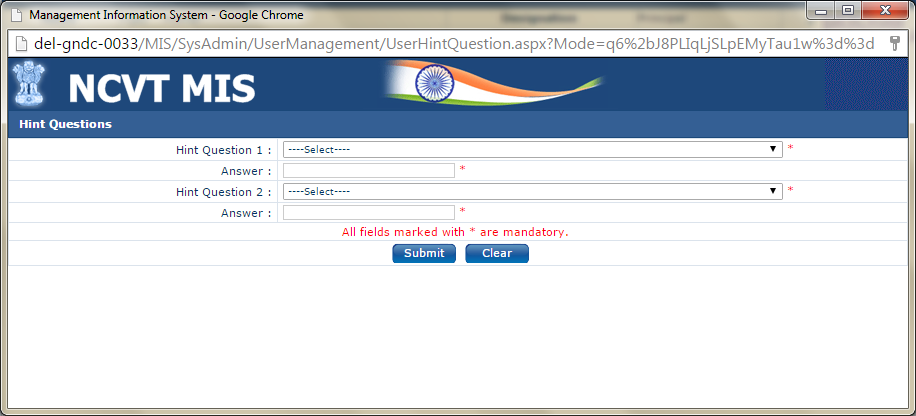 Management Information System - Google Chrome
Designation Principal
del-gndc-0033/MIS/SysAdmin/UserManagement/UserHintQuestion.aspx?Mode=q6%2bJ8PLIqLjSLpEMyTau1w%3d%3d
NCVT MIS
Hint Questions
Hint Question 1 : ----Select---- *
Answer : *
Hint Question 2 : ----Select---- *
Answer : *
All fields marked with * are mandatory.
Submit Clear